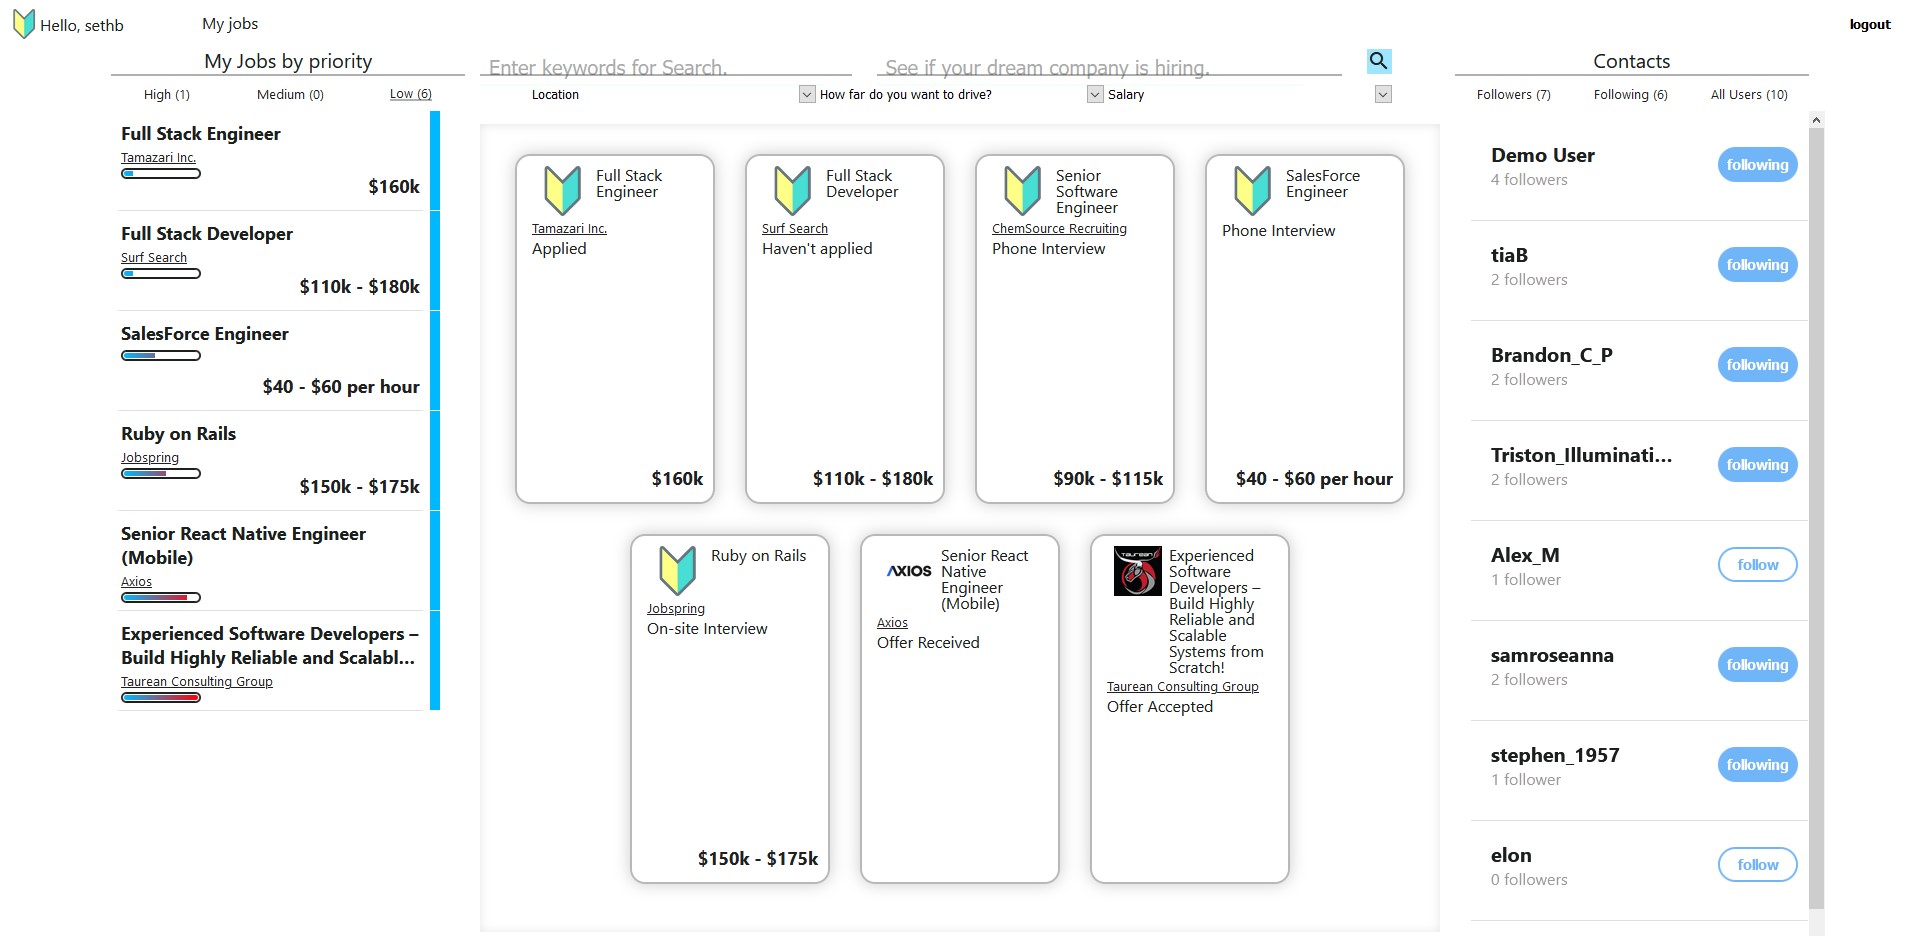 Hello, sethb
My jobs
logout
My Jobs by priority
High (1)
Medium (0)
Low (6)
Full Stack Engineer
Tamazari Inc.
$160k
Full Stack Developer
Surf Search
$110k - $180k
SalesForce Engineer
$40 - $60 per hour
Ruby on Rails
Jobspring
$150k - $175k
Senior React Native Engineer
(Mobile)
Axios
Experienced Software Developers –
Build Highly Reliable and Scalabl...
Taurean Consulting Group
Enter keywords for Search.
See if your dream company is hiring.
Location
How far do you want to drive?
Salary
Full Stack
Engineer
Tamazari Inc.
Applied
$160k
Full Stack
Developer
Surf Search
Haven't applied
$110k - $180k
Senior
Software
Engineer
ChemSource Recruiting
Phone Interview
$90k - $115k
SalesForce
Engineer
Phone Interview
$40 - $60 per hour
Ruby on Rails
Jobspring
On-site Interview
$150k - $175k
AXIOS
Senior React
Native
Engineer
(Mobile)
Axios
Offer Received
TAUREAN
Experienced
Software
Developers –
Build Highly
Reliable and
Scalable
Systems from
Scratch!
Taurean Consulting Group
Offer Accepted
Contacts
Followers (7)
Following (6)
All Users (10)
Demo User
4 followers
following
tiaB
2 followers
following
Brandon_C_P
2 followers
following
Triston_Illuminati...
2 followers
following
Alex_M
1 follower
follow
samroseanna
2 followers
following
stephen_1957
1 follower
following
elon
0 followers
follow